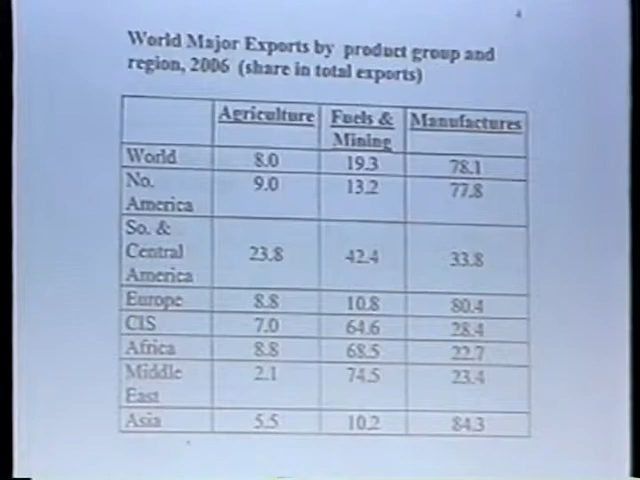 4
World Major Exports by product group and
region, 2006 (share in total exports)
Agriculture Fuels & Mining Manufactures
World 8.0 19.3 78.1
No. America 9.0 13.2 77.8
So. & Central America 23.8 42.4 33.8
Europe 8.8 10.8 80.4
CIS 7.0 64.6 28.4
Africa 8.8 68.5 22.7
Middle East 2.1 74.5 23.4
Asia 5.5 10.2 84.3